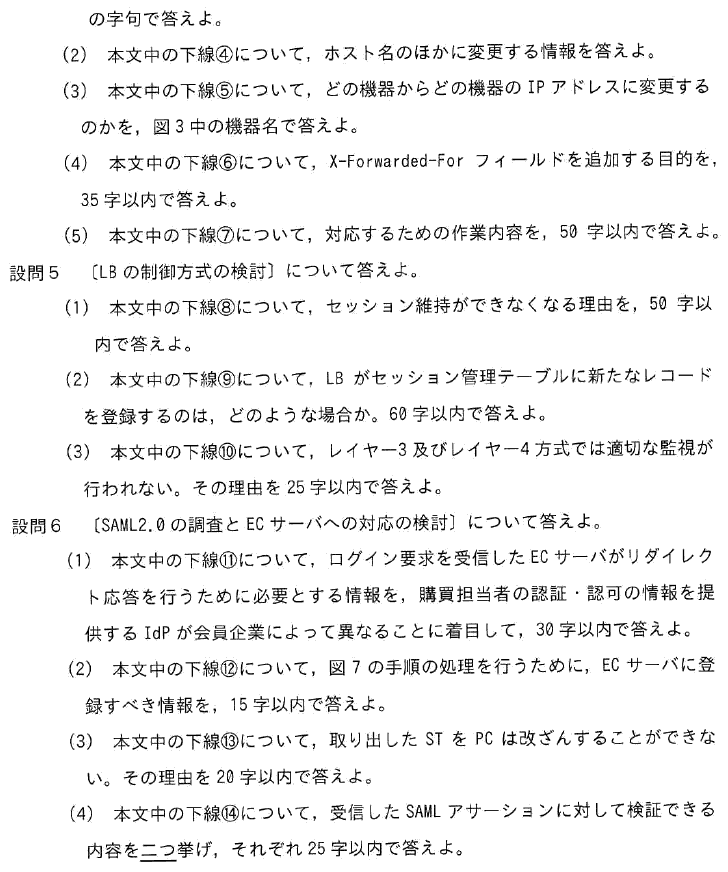 の字句で答えよ。
(2) 本文中の下線④について，ホスト名のほかに変更する情報を答えよ。
(3) 本文中の下線⑤について，どの機器からどの機器の IP アドレスに変更する
のかを，図 3 中の機器名で答えよ。
(4) 本文中の下線⑥について，X-Forwarded-For フィールドを追加する目的を，
35 字以内で答えよ。
(5) 本文中の下線⑦について，対応するための作業内容を，50 字以内で答えよ。
設問５ 〔LB の制御方式の検討〕について答えよ。
(1) 本文中の下線⑧について，セッション維持ができなくなる理由を，50 字以
内で答えよ。
(2) 本文中の下線⑨について，LB がセッション管理テーブルに新たなレコード
を登録するのは，どのような場合か。60 字以内で答えよ。
(3) 本文中の下線⑩について，レイヤー3 及びレイヤー4 方式では適切な監視が
行われない。その理由を 25 字以内で答えよ。
設問６ 〔SAML2.0 の調査と EC サーバへの対応の検討〕について答えよ。
(1) 本文中の下線⑪について，ログイン要求を受信した EC サーバがリダイレク
ト応答を行うために必要とする情報を，購買担当者の認証・認可の情報を提
供する IdP が会員企業によって異なることに着目して，30 字以内で答えよ。
(2) 本文中の下線⑫について，図 7 の手順の処理を行うために，EC サーバに登
録すべき情報を，15 字以内で答えよ。
(3) 本文中の下線⑬について，取り出した ST を PC は改ざんすることができな
い。その理由を 20 字以内で答えよ。
(4) 本文中の下線⑭について，受信した SAML アサーションに対して検証できる
内容を二つ挙げ，それぞれ 25 字以内で答えよ。